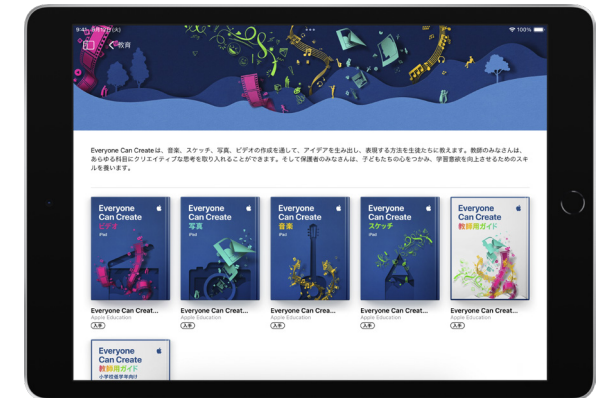 9:41 9月12日(火)
100%
教育
Everyone Can Createは、音楽、スケッチ、写真、ビデオの作成を通して、アイデアを生み出し、表現する方法を生徒たちに教えます。教師のみなさんは、
あらゆる科目にクリエイティブな思考を取り入れることができます。そして保護者のみなさんは、子どもたちの心をつかみ、学習意欲を向上させるためのスキ
ルを養います。
Everyone
Can Create
ビデオ
iPad
Everyone
Can Create
写真
iPad
Everyone
Can Create
音楽
iPad
Everyone
Can Create
スケッチ
iPad
Everyone
Can Create
教師用ガイド
Everyone Can Creat...
Apple Education
入手
Everyone Can Creat...
Apple Education
入手
Everyone Can Crea...
Apple Education
入手
Everyone Can Creat...
Apple Education
入手
Everyone Can Crea...
Apple Education
入手
Everyone
Can Create
教師用ガイド
小学校低学年向け